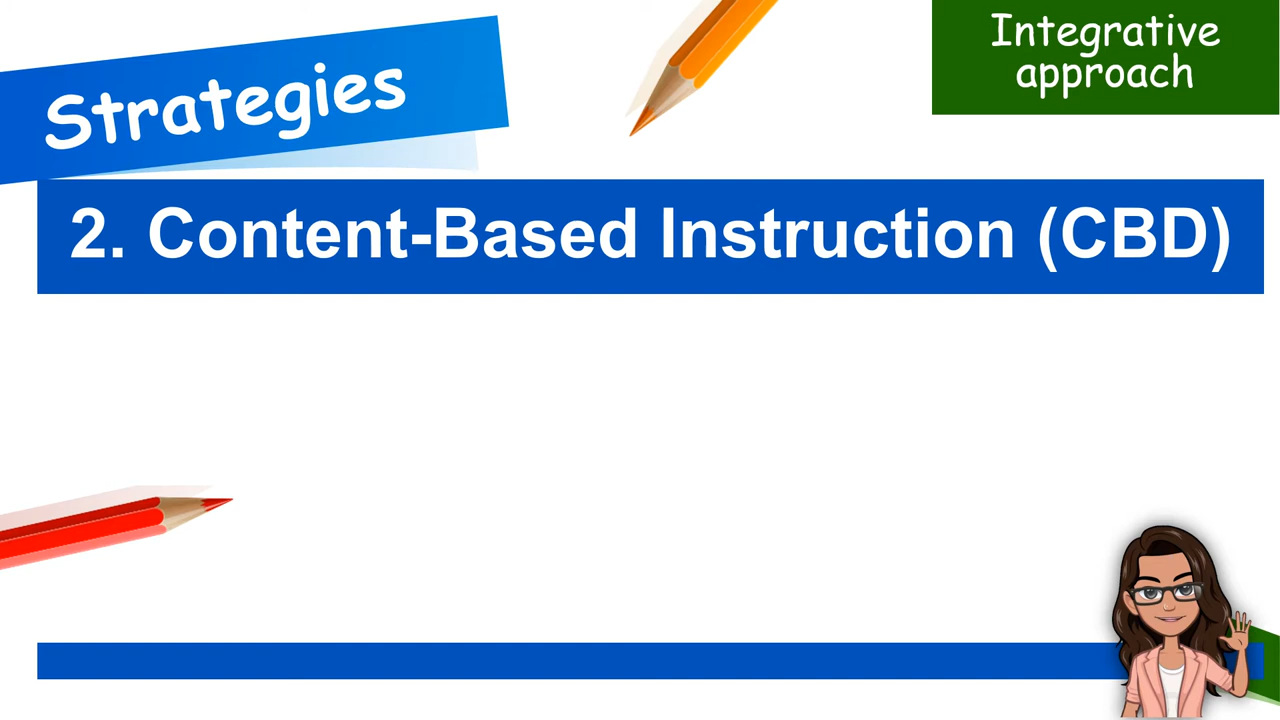 Integrative
approach
Strategies
2. Content-Based Instruction (CBD)